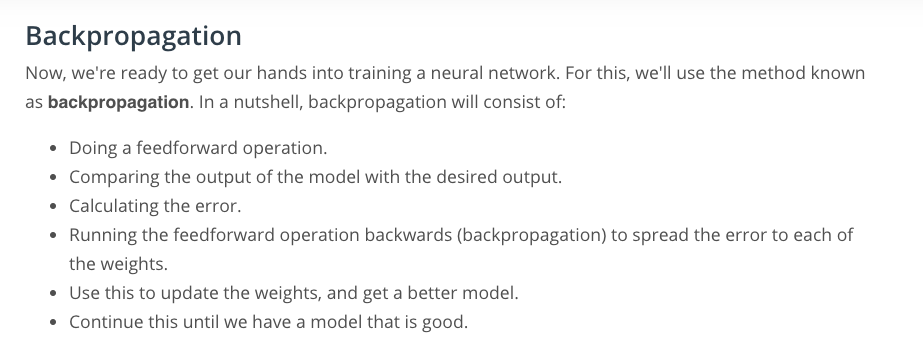 Backpropagation
Now, we're ready to get our hands into training a neural network. For this, we'll use the method known
as backpropagation. In a nutshell, backpropagation will consist of:
• Doing a feedforward operation.
• Comparing the output of the model with the desired output.
• Calculating the error.
• Running the feedforward operation backwards (backpropagation) to spread the error to each of
the weights.
• Use this to update the weights, and get a better model.
• Continue this until we have a model that is good.